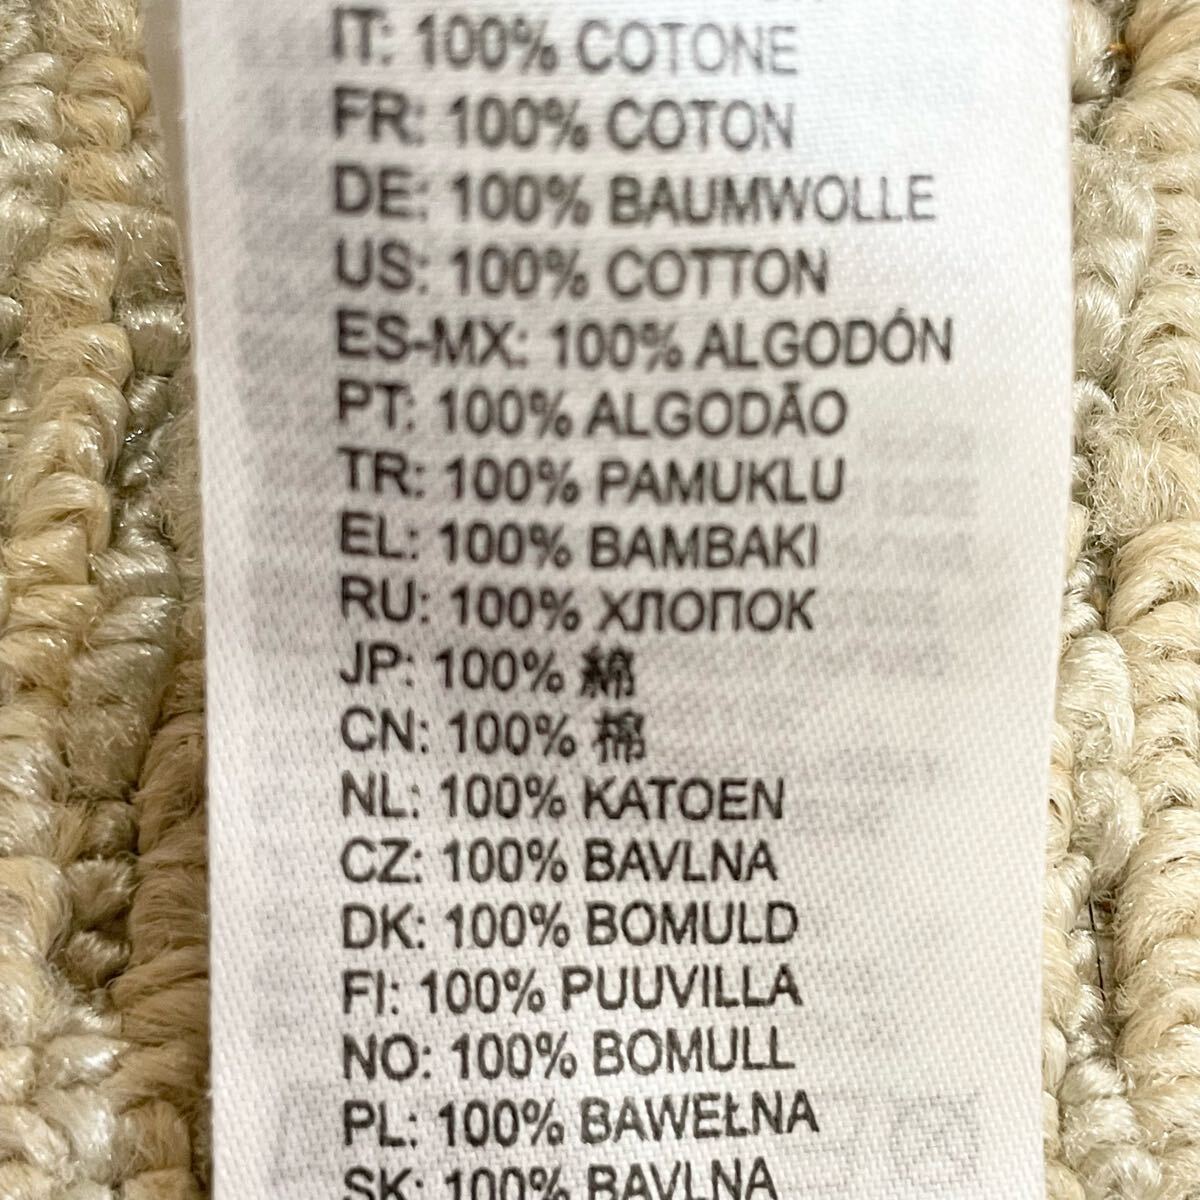 IT: 100% COTONE
FR: 100% COTON
DE: 100% BAUMWOLLE
US: 100% COTTON
ES-MX: 100% ALGODÓN
PT: 100% ALGODÃO
TR: 100% PAMUKLU
EL: 100% BAMBAKI
RU: 100% ХЛОПОК
JP: 100% 綿
CN: 100% 棉
NL: 100% KATOEN
CZ: 100% BAVLNA
DK: 100% BOMULD
FI: 100% PUUVILLA
NO: 100% BOMULL
PL: 100% BAWEŁNA
SK: 100% BAVLNA